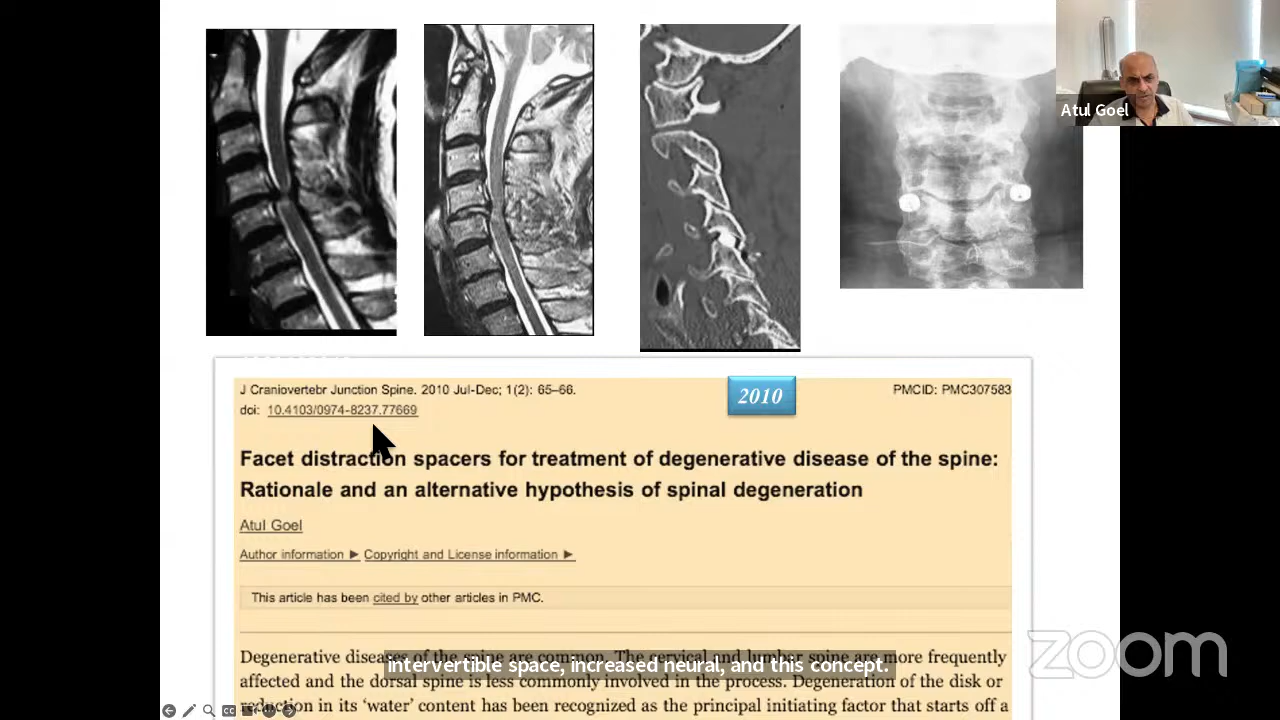 Atul Goel
J Craniovertebr Junction Spine. 2010 Jul-Dec; 1(2): 65–66.
2010
PMCID: PMC307583
doi: 10.4103/0974-8237.77669
Facet distraction spacers for treatment of degenerative disease of the spine:
Rationale and an alternative hypothesis of spinal degeneration
Atul Goel
Author information ► Copyright and License information ►
This article has been cited by other articles in PMC.
Degenerative diseases of the spine are common. The cervical and lumbar spine are more frequently
intervertible space, increased neural, and this concept.
affected and the dorsal spine is less commonly involved in the process. Degeneration of the disk or
reduction in its ‘water’ content has been recognized as the principal initiating factor that starts off a
zoom